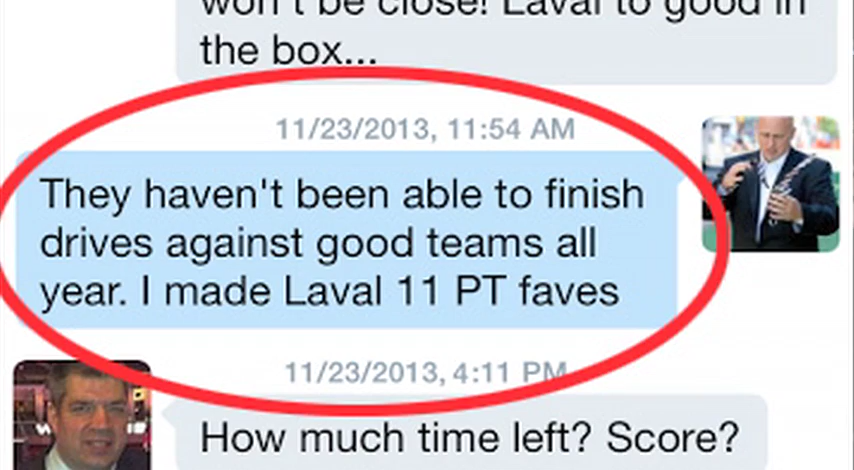 won't be close! Laval to good in
the box...
11/23/2013, 11:54 AM
They haven't been able to finish
drives against good teams all
year. I made Laval 11 PT faves
11/23/2013, 4:11 PM
How much time left? Score?